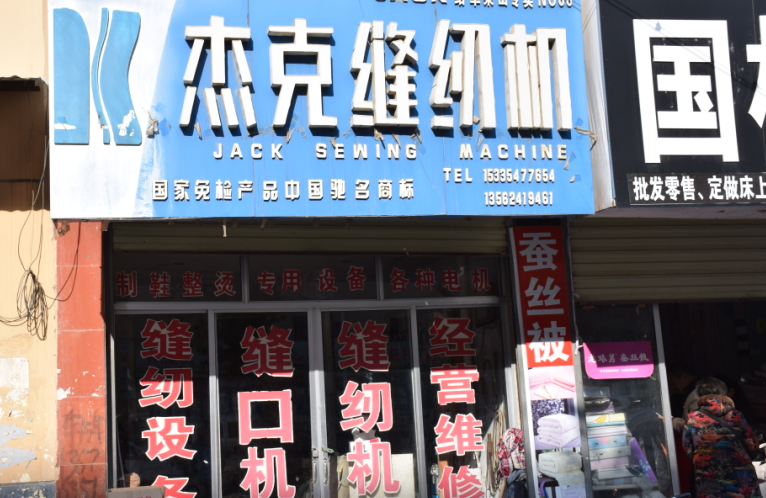 NO03
杰克缝纫机
JACK SEWING MACHINE
TEL 15335477654
13562419461
国家免检产品中国驰名商标
国
批发零售、定做床上
制鞋整烫 专用设备 各种电机
缝纫设备
缝口机
缝纫机
经营维修
蚕丝被